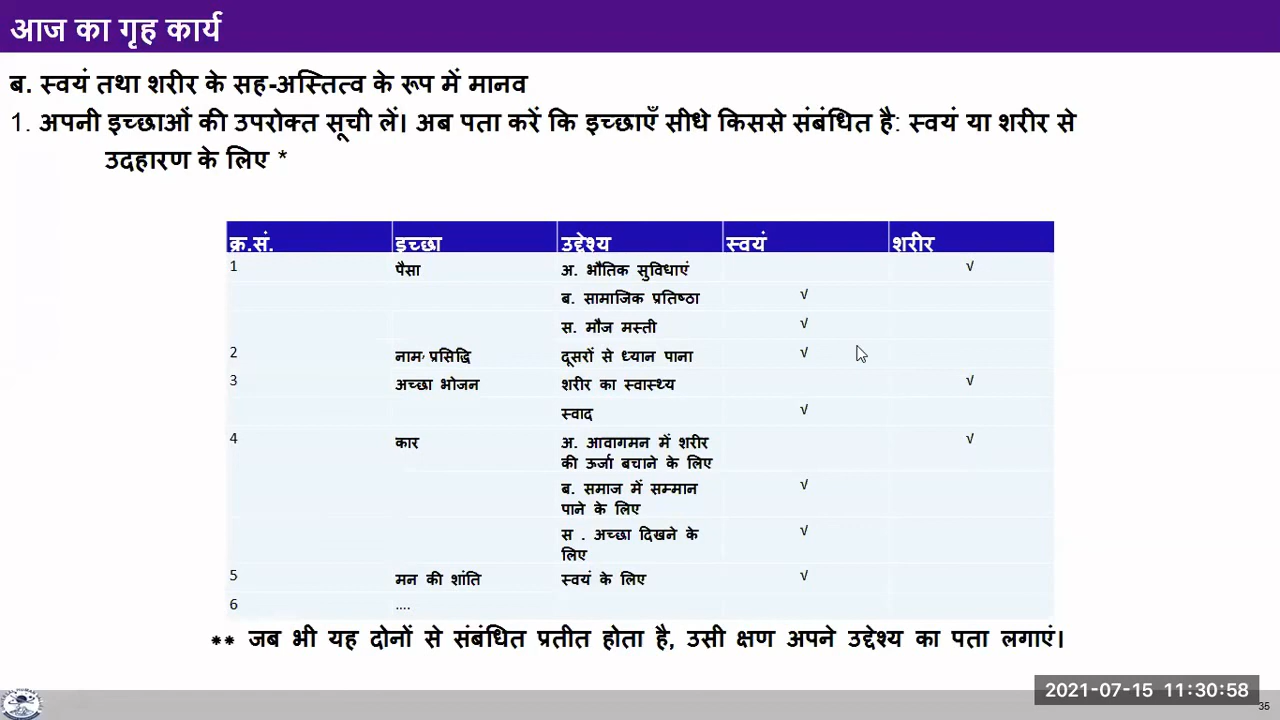 आज का गृह कार्य
ब. स्वयं तथा शरीर के सह-अस्तित्व के रूप में मानव
1. अपनी इच्छाओं की उपरोक्त सूची लें। अब पता करें कि इच्छाएँ सीधे किससे संबंधित है: स्वयं या शरीर से
उदहारण के लिए *
क्र.सं. इच्छा उद्देश्य स्वयं शरीर
1 पैसा अ. भौतिक सुविधाएं √
ब. सामाजिक प्रतिष्ठा √
स. मौज मस्ती √
2 नाम, प्रसिद्वि दूसरों से ध्यान पाना √
3 अच्छा भोजन शरीर का स्वास्थ्य √
स्वाद √
4 कार अ. आवागमन में शरीर √
की ऊर्जा बचाने के लिए
ब. समाज में सम्मान √
पाने के लिए
स . अच्छा दिखने के √
लिए
5 मन की शांति स्वयं के लिए √
6 ....
** जब भी यह दोनों से संबंधित प्रतीत होता है, उसी क्षण अपने उद्देश्य का पता लगाएं।
2021-07-15 11:30:58
35